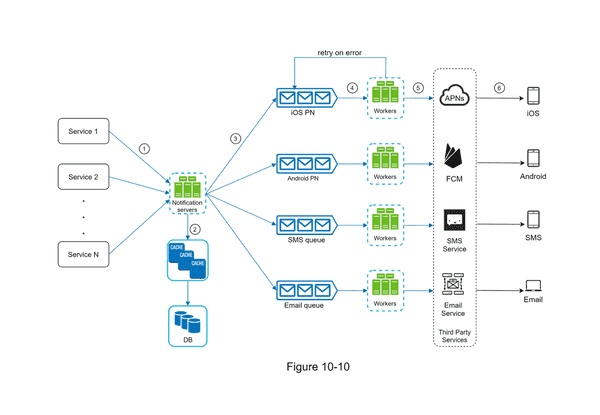 retry on error
Service 1
Service 2
Service N
1
2
3
4
5
6
Notification
servers
CACHE
CACHE
CACHE
DB
iOS PN
Android PN
SMS queue
Email queue
Workers
Workers
Workers
Workers
APNs
FCM
SMS
Service
Email
Service
Third Party
Services
iOS
Android
SMS
Email
Figure 10-10